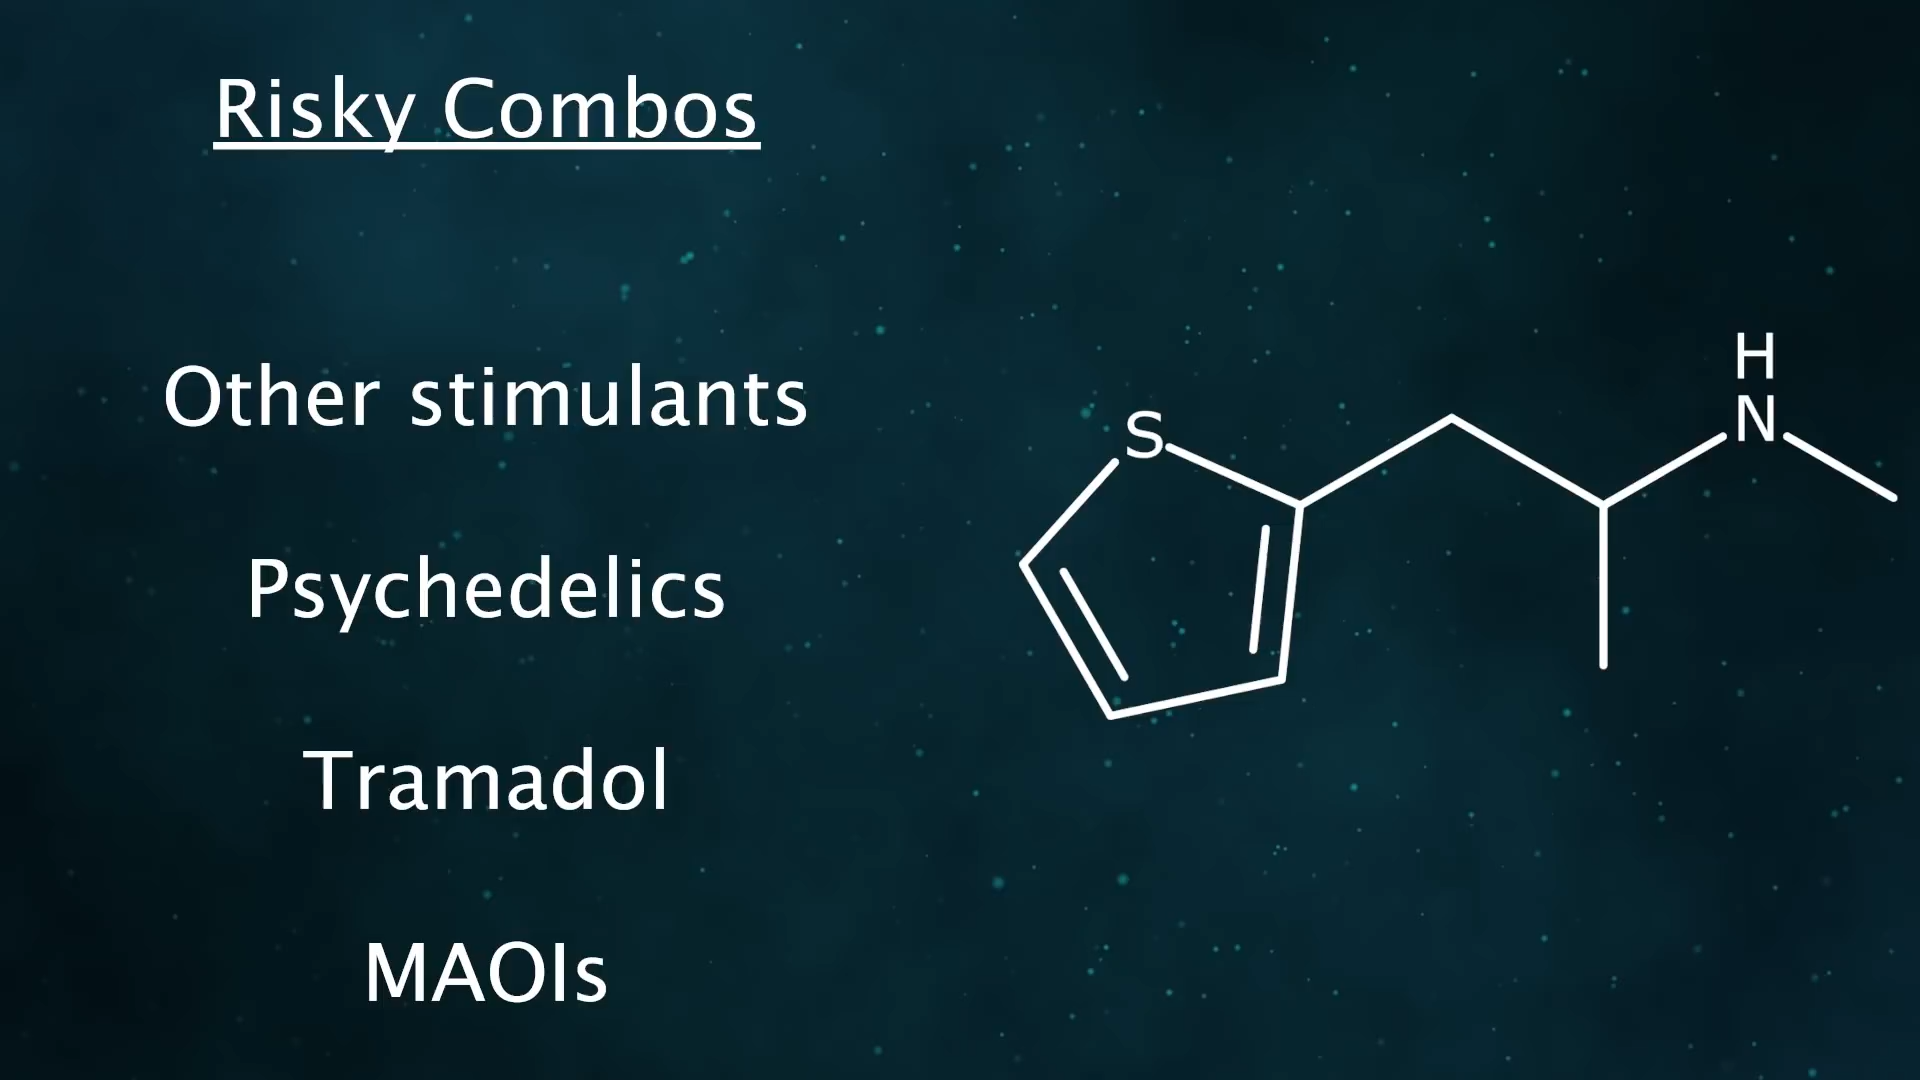 Risky Combos
Other stimulants
Psychedelics
Tramadol
MAOIs
H
S
N